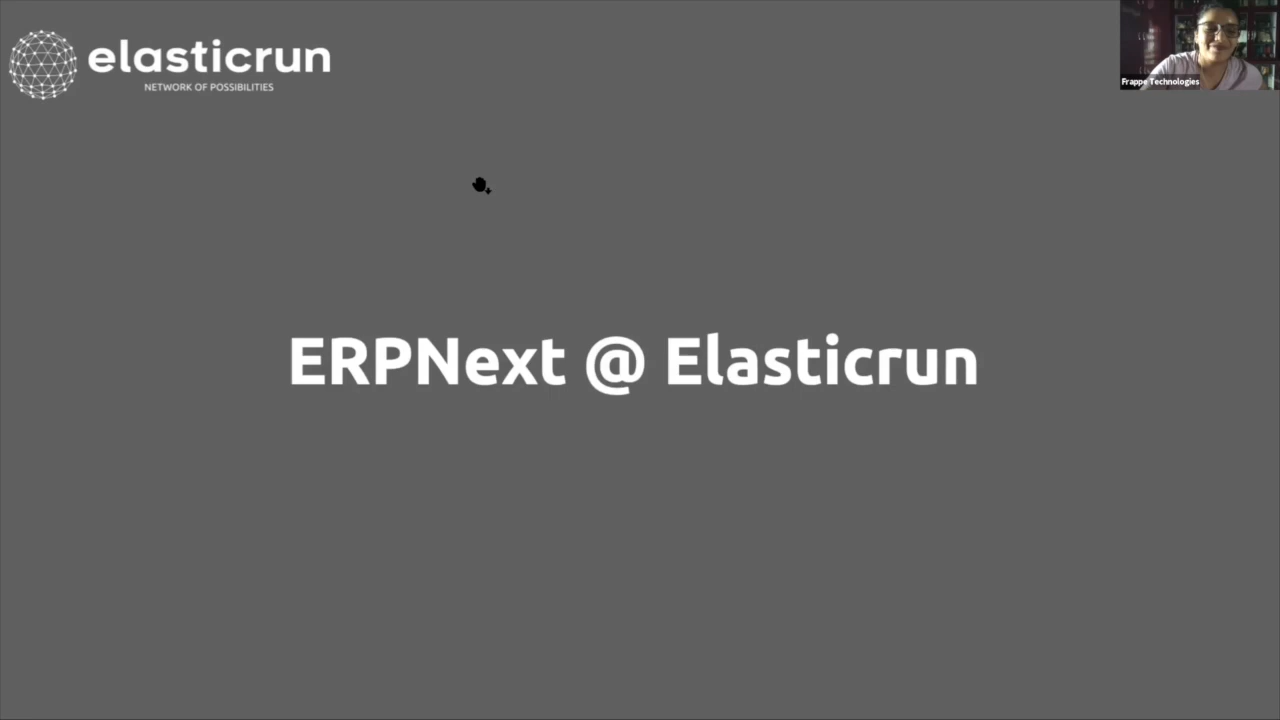 elasticrun
NETWORK OF POSSIBILITIES
Frappe Technologies
ERPNext @ Elasticrun